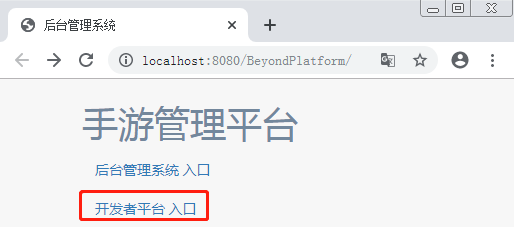 后台管理系统
localhost:8080/BeyondPlatform/
手游管理平台
后台管理系统 入口
开发者平台 入口